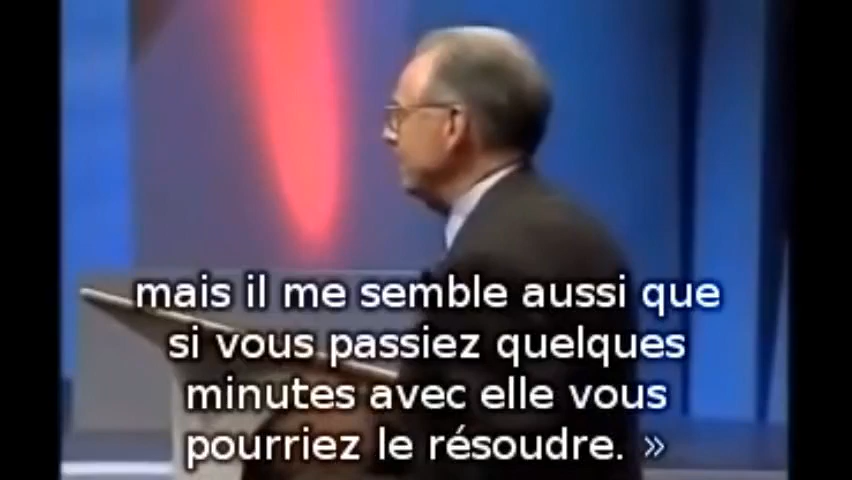 mais il me semble aussi que
si vous passiez quelques
minutes avec elle vous
pourriez le résoudre. »